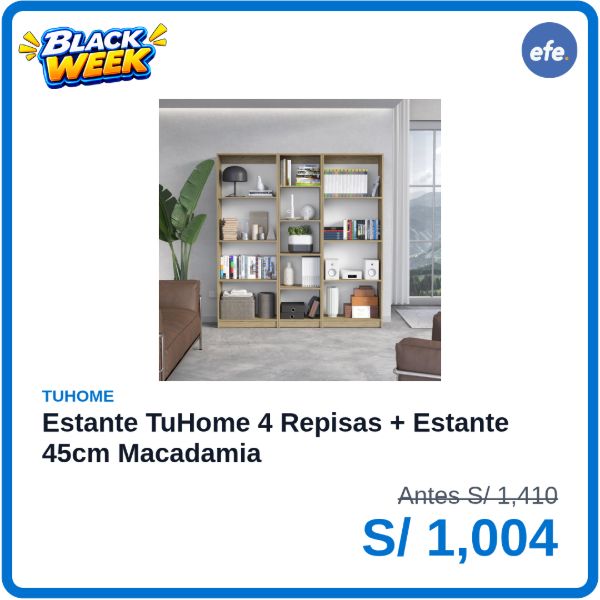 BLACK
WEEK
efe.
TUHOME
Estante TuHome 4 Repisas + Estante
45cm Macadamia
Antes S/ 1,410
S/ 1,004